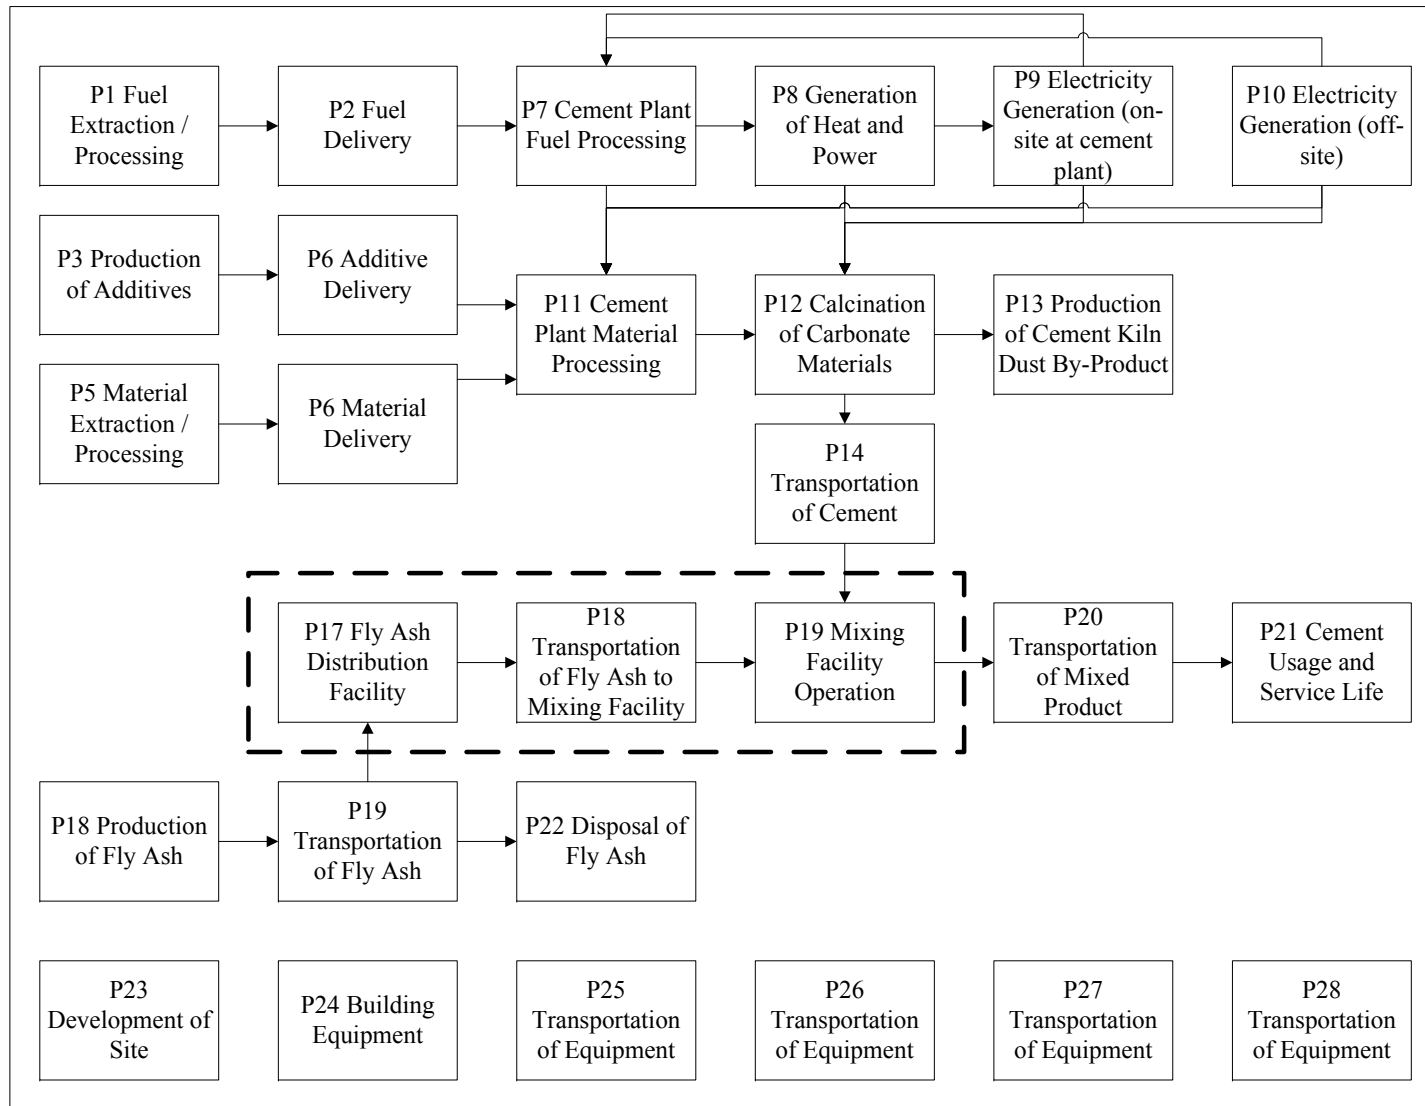 P1 Fuel
Extraction /
Processing
P2 Fuel
Delivery
P7 Cement Plant
Fuel Processing
P8 Generation
of Heat and
Power
P9 Electricity
Generation (on-
site at cement
plant)
P10 Electricity
Generation (off-
site)
P3 Production
of Additives
P6 Additive
Delivery
P11 Cement
Plant Material
Processing
P12 Calcination
of Carbonate
Materials
P13 Production
of Cement Kiln
Dust By-Product
P5 Material
Extraction /
Processing
P6 Material
Delivery
P14
Transportation
of Cement
P17 Fly Ash
Distribution
Facility
P18
Transportation
of Fly Ash to
Mixing Facility
P19 Mixing
Facility
Operation
P20
Transportation
of Mixed
Product
P21 Cement
Usage and
Service Life
P18 Production
of Fly Ash
P19
Transportation
of Fly Ash
P22 Disposal of
Fly Ash
P23
Development of
Site
P24 Building
Equipment
P25
Transportation
of Equipment
P26
Transportation
of Equipment
P27
Transportation
of Equipment
P28
Transportation
of Equipment